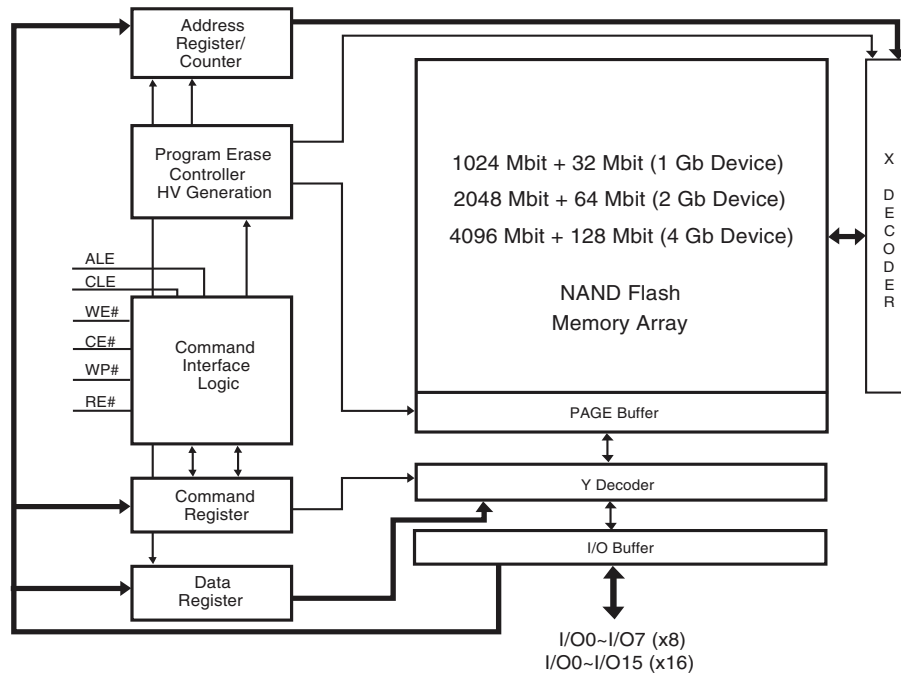 Address
Register/
Counter
Program Erase
Controller
HV Generation
ALE
CLE
WE#
CE#
WP#
RE#
Command
Interface
Logic
Command
Register
Data
Register
1024 Mbit + 32 Mbit (1 Gb Device)
2048 Mbit + 64 Mbit (2 Gb Device)
4096 Mbit + 128 Mbit (4 Gb Device)
NAND Flash
Memory Array
PAGE Buffer
Y Decoder
I/O Buffer
I/O0~I/O7 (x8)
I/O0~I/O15 (x16)
X
D
E
C
O
D
E
R